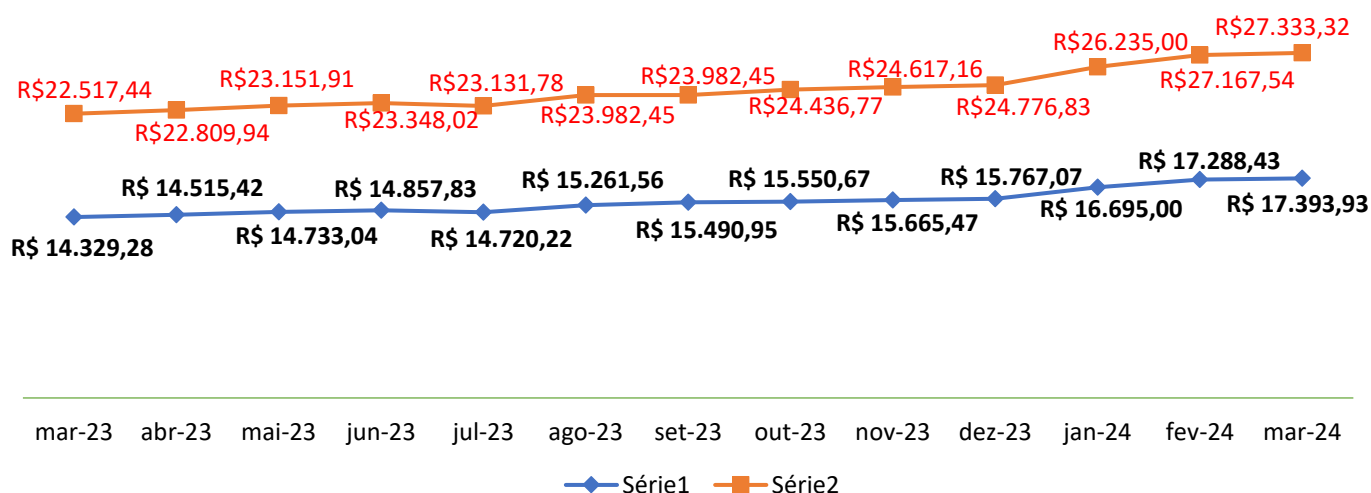 R$22.517,44
R$22.809,94
R$23.151,91
R$23.348,02
R$23.131,78
R$23.982,45
R$23.982,45
R$24.436,77
R$24.617,16
R$24.776,83
R$26.235,00
R$27.167,54
R$27.333,32
R$ 14.329,28
R$ 14.515,42
R$ 14.733,04
R$ 14.857,83
R$ 14.720,22
R$ 15.261,56
R$ 15.490,95
R$ 15.550,67
R$ 15.665,47
R$ 15.767,07
R$ 16.695,00
R$ 17.288,43
R$ 17.393,93
mar-23 abr-23 mai-23 jun-23 jul-23 ago-23 set-23 out-23 nov-23 dez-23 jan-24 fev-24 mar-24
Série1 Série2